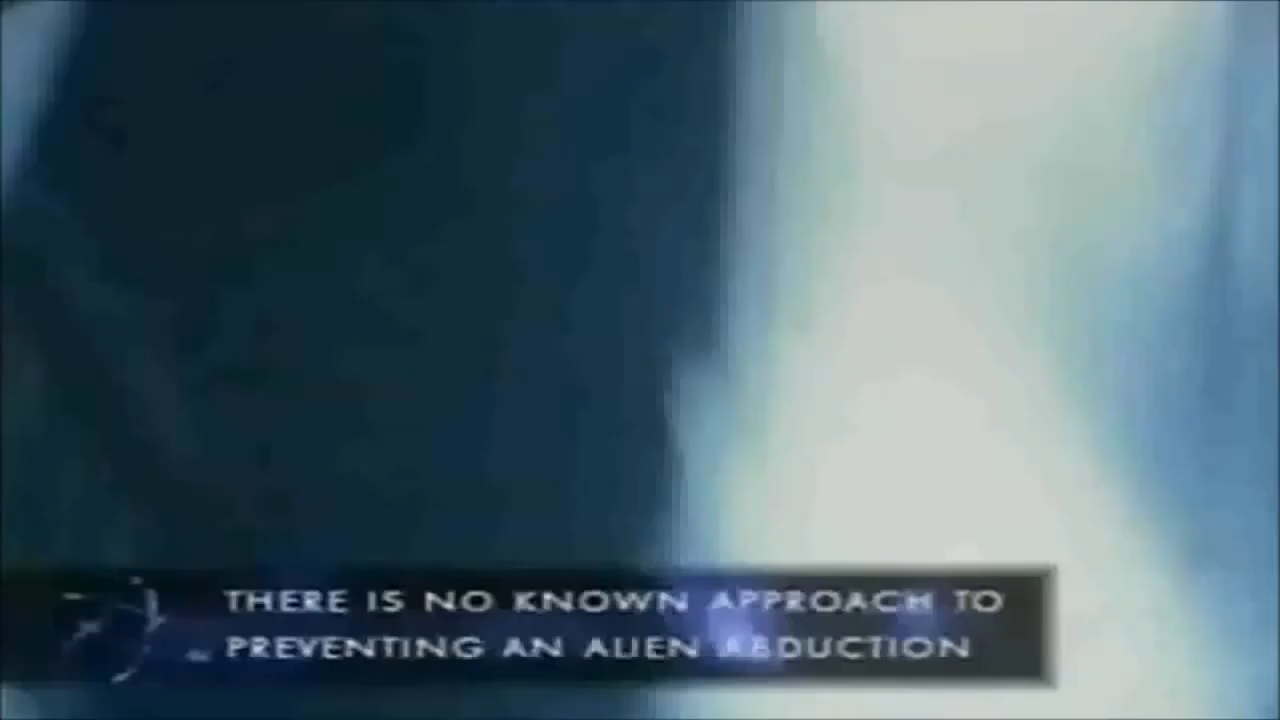 THERE IS NO KNOWN APPROACH TO
PREVENTING AN ALIEN ABDUCTION